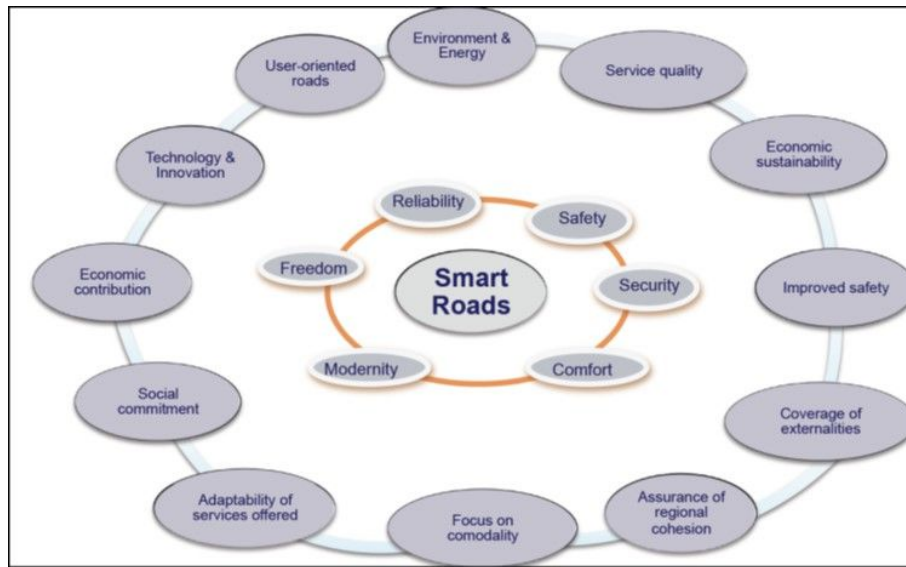 Environment &
Energy
User-oriented
roads
Service quality
Technology &
Innovation
Economic
sustainability
Reliability
Safety
Freedom
Smart
Roads
Security
Economic
contribution
Improved safety
Modernity
Comfort
Social
commitment
Coverage of
externalities
Adaptability of
services offered
Focus on
comodality
Assurance of
regional
cohesion